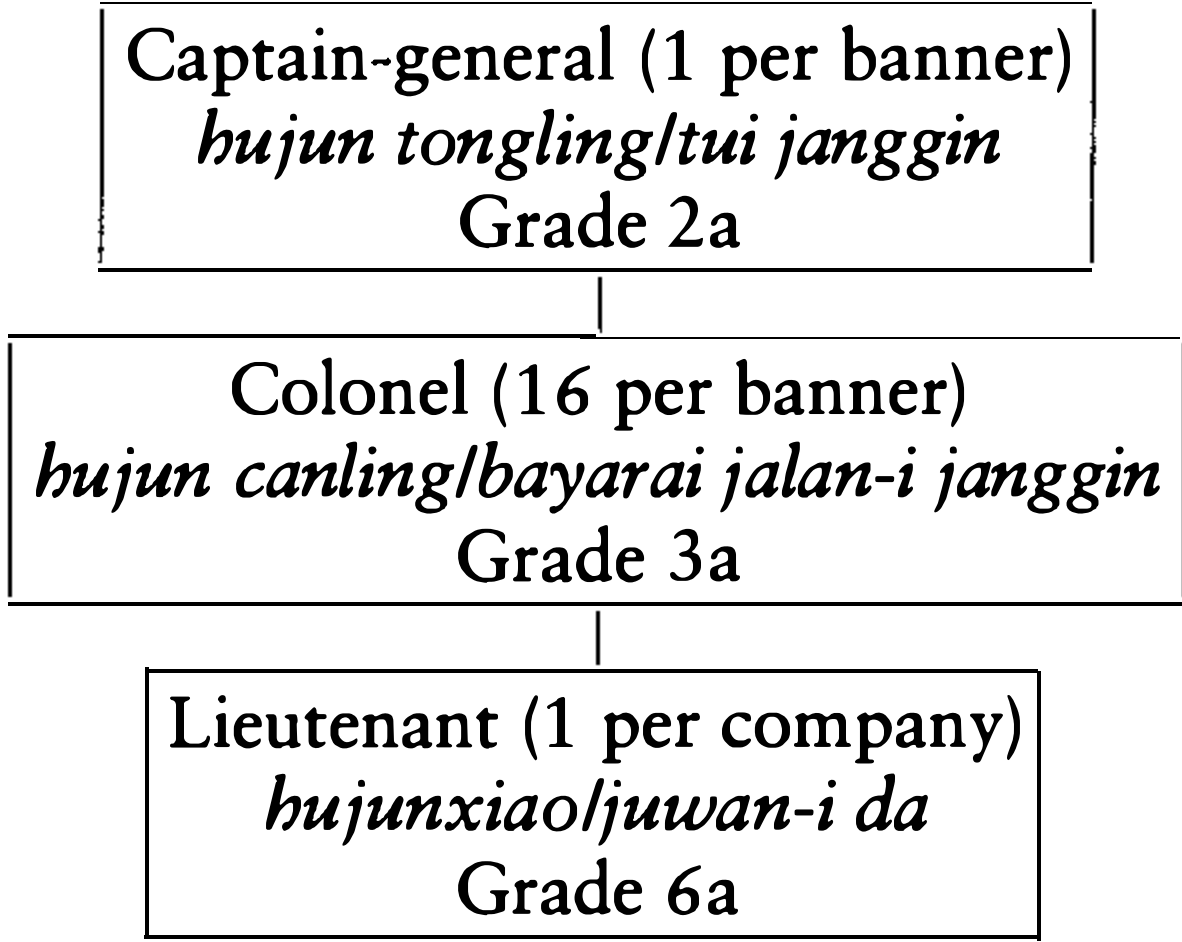 Captain-general (1 per banner)
hujun tongling/tui janggin
Grade 2a
Colonel (16 per banner)
hujun canling/bayarai jalan-i janggin
Grade 3a
Lieutenant (1 per company)
hujunxiao/juwan-i da
Grade 6a